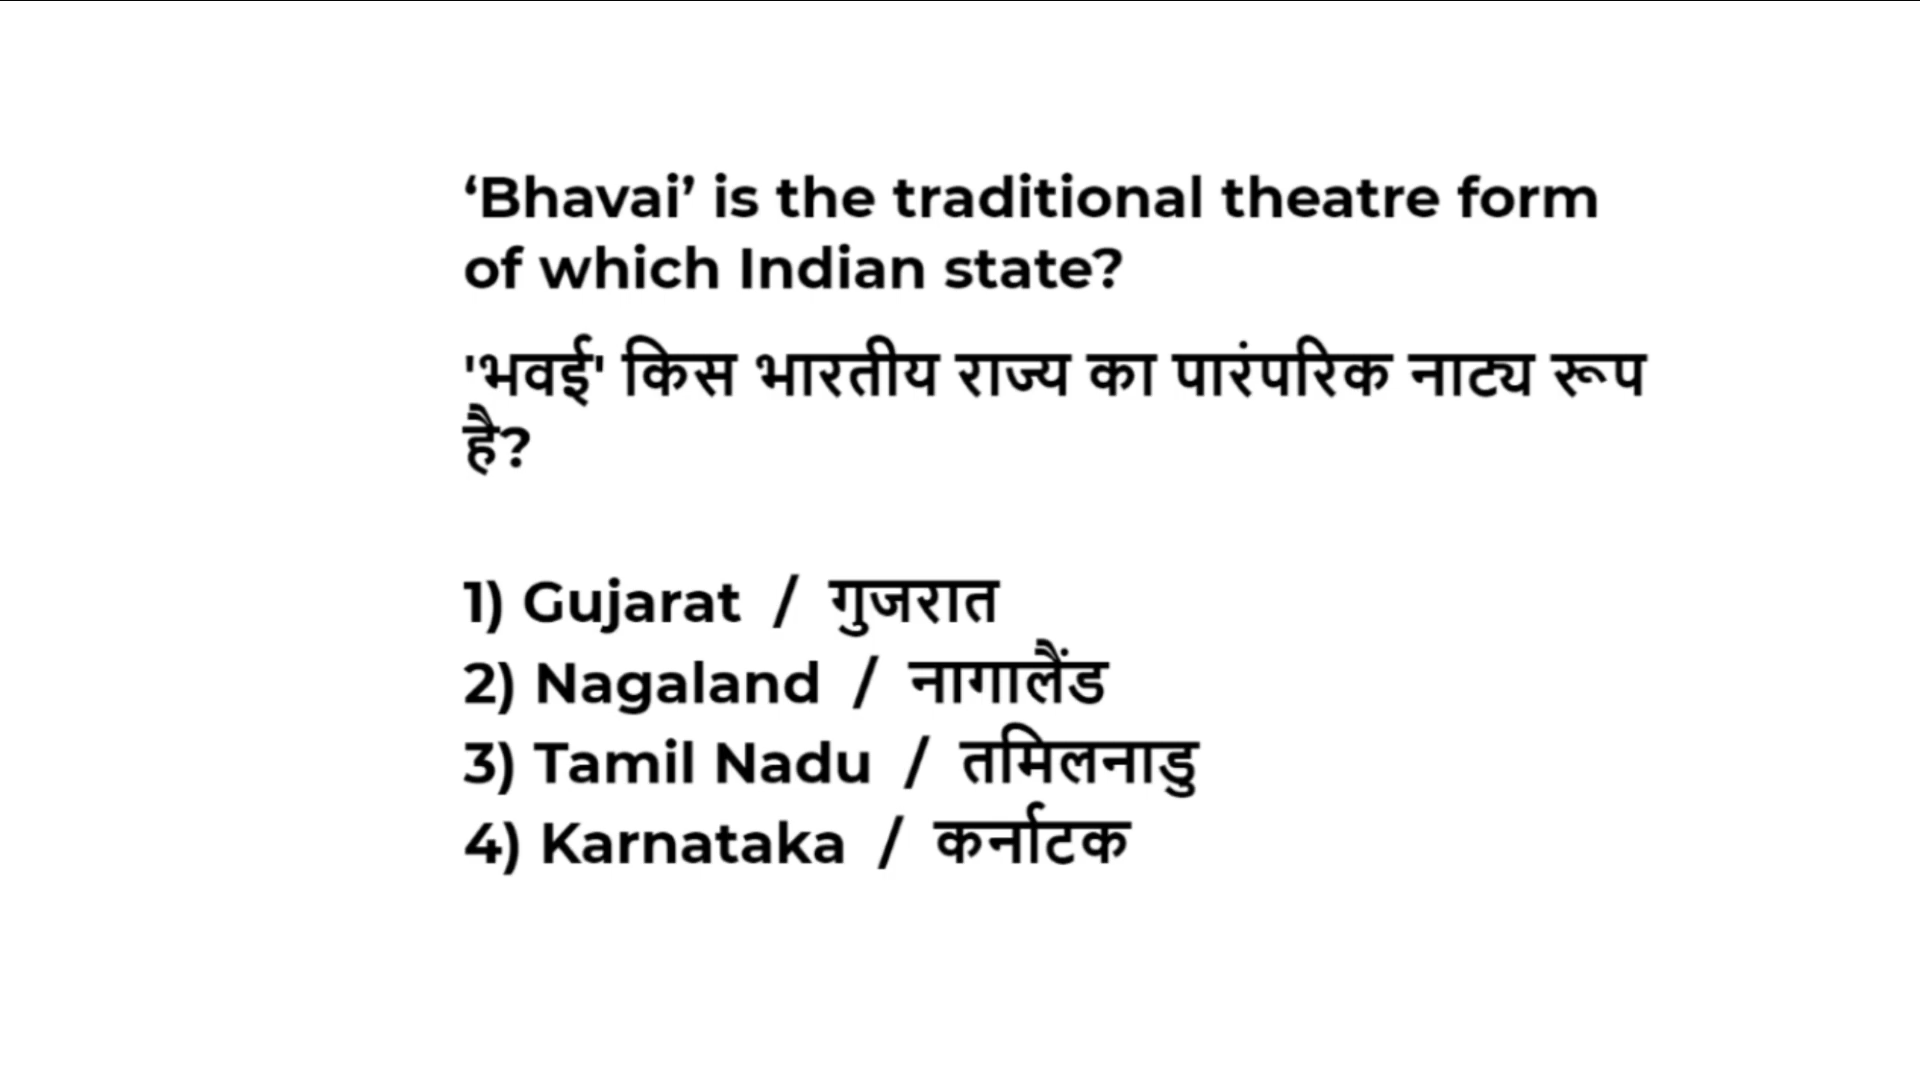 ‘Bhavai’ is the traditional theatre form
of which Indian state?
'भवई' किस भारतीय राज्य का पारंपरिक नाट्य रूप
है?
1) Gujarat / गुजरात
2) Nagaland / नागालैंड
3) Tamil Nadu / तमिलनाडु
4) Karnataka / कर्नाटक